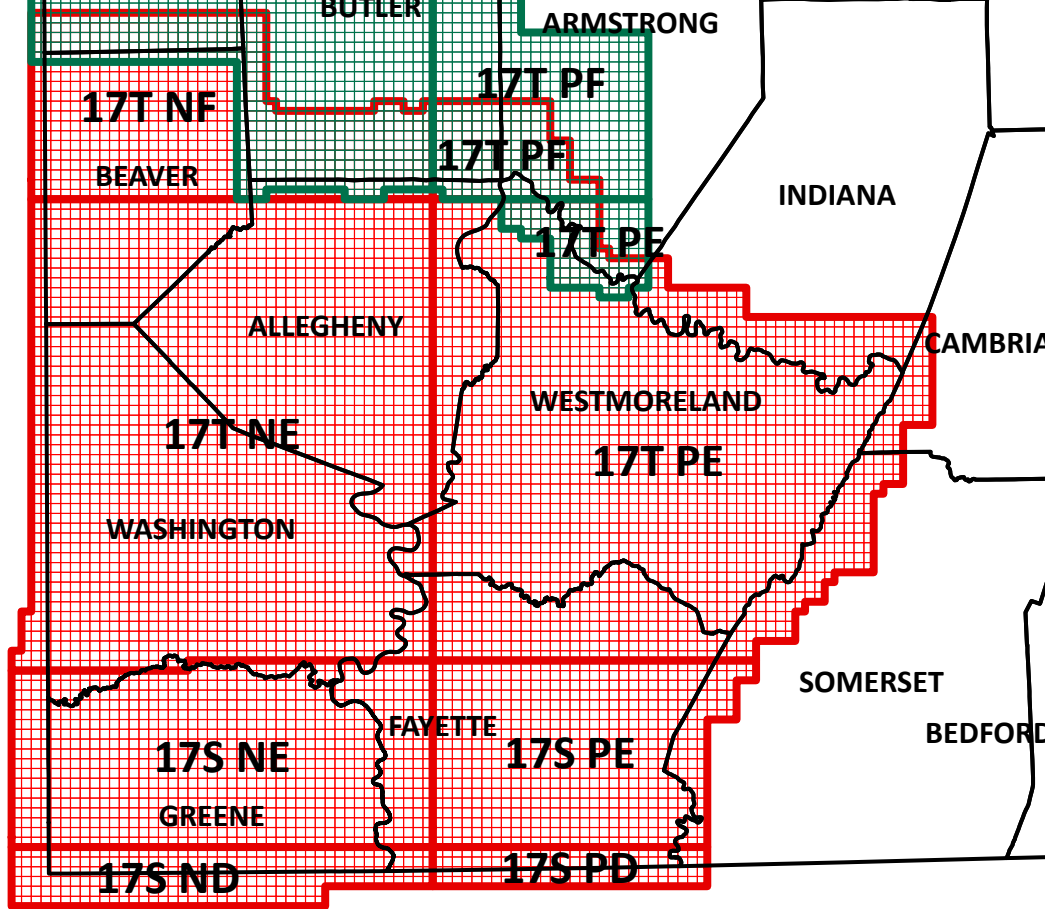 BUTLER
ARMSTRONG
17T PF
17T NF
17T PF
BEAVER
INDIANA
17T PE
ALLEGHENY
CAMBRIA
WESTMORELAND
17T NE
17T PE
WASHINGTON
SOMERSET
FAYETTE
BEDFORD
17S NE
17S PE
GREENE
17S ND
17S PD